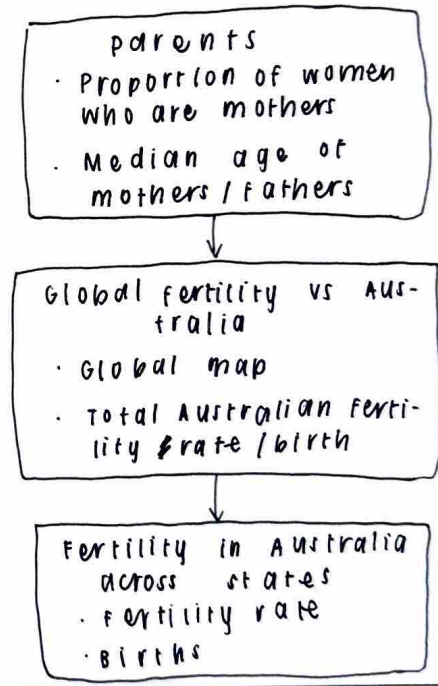 parents
· Proportion of women
who are mothers
· Median age of
mothers/fathers
Global fertility vs Aus-
tralia
· Global map
· Total Australian ferti-
lity rate/birth
Fertility in Australia
across states
· Fertility rate
· Births